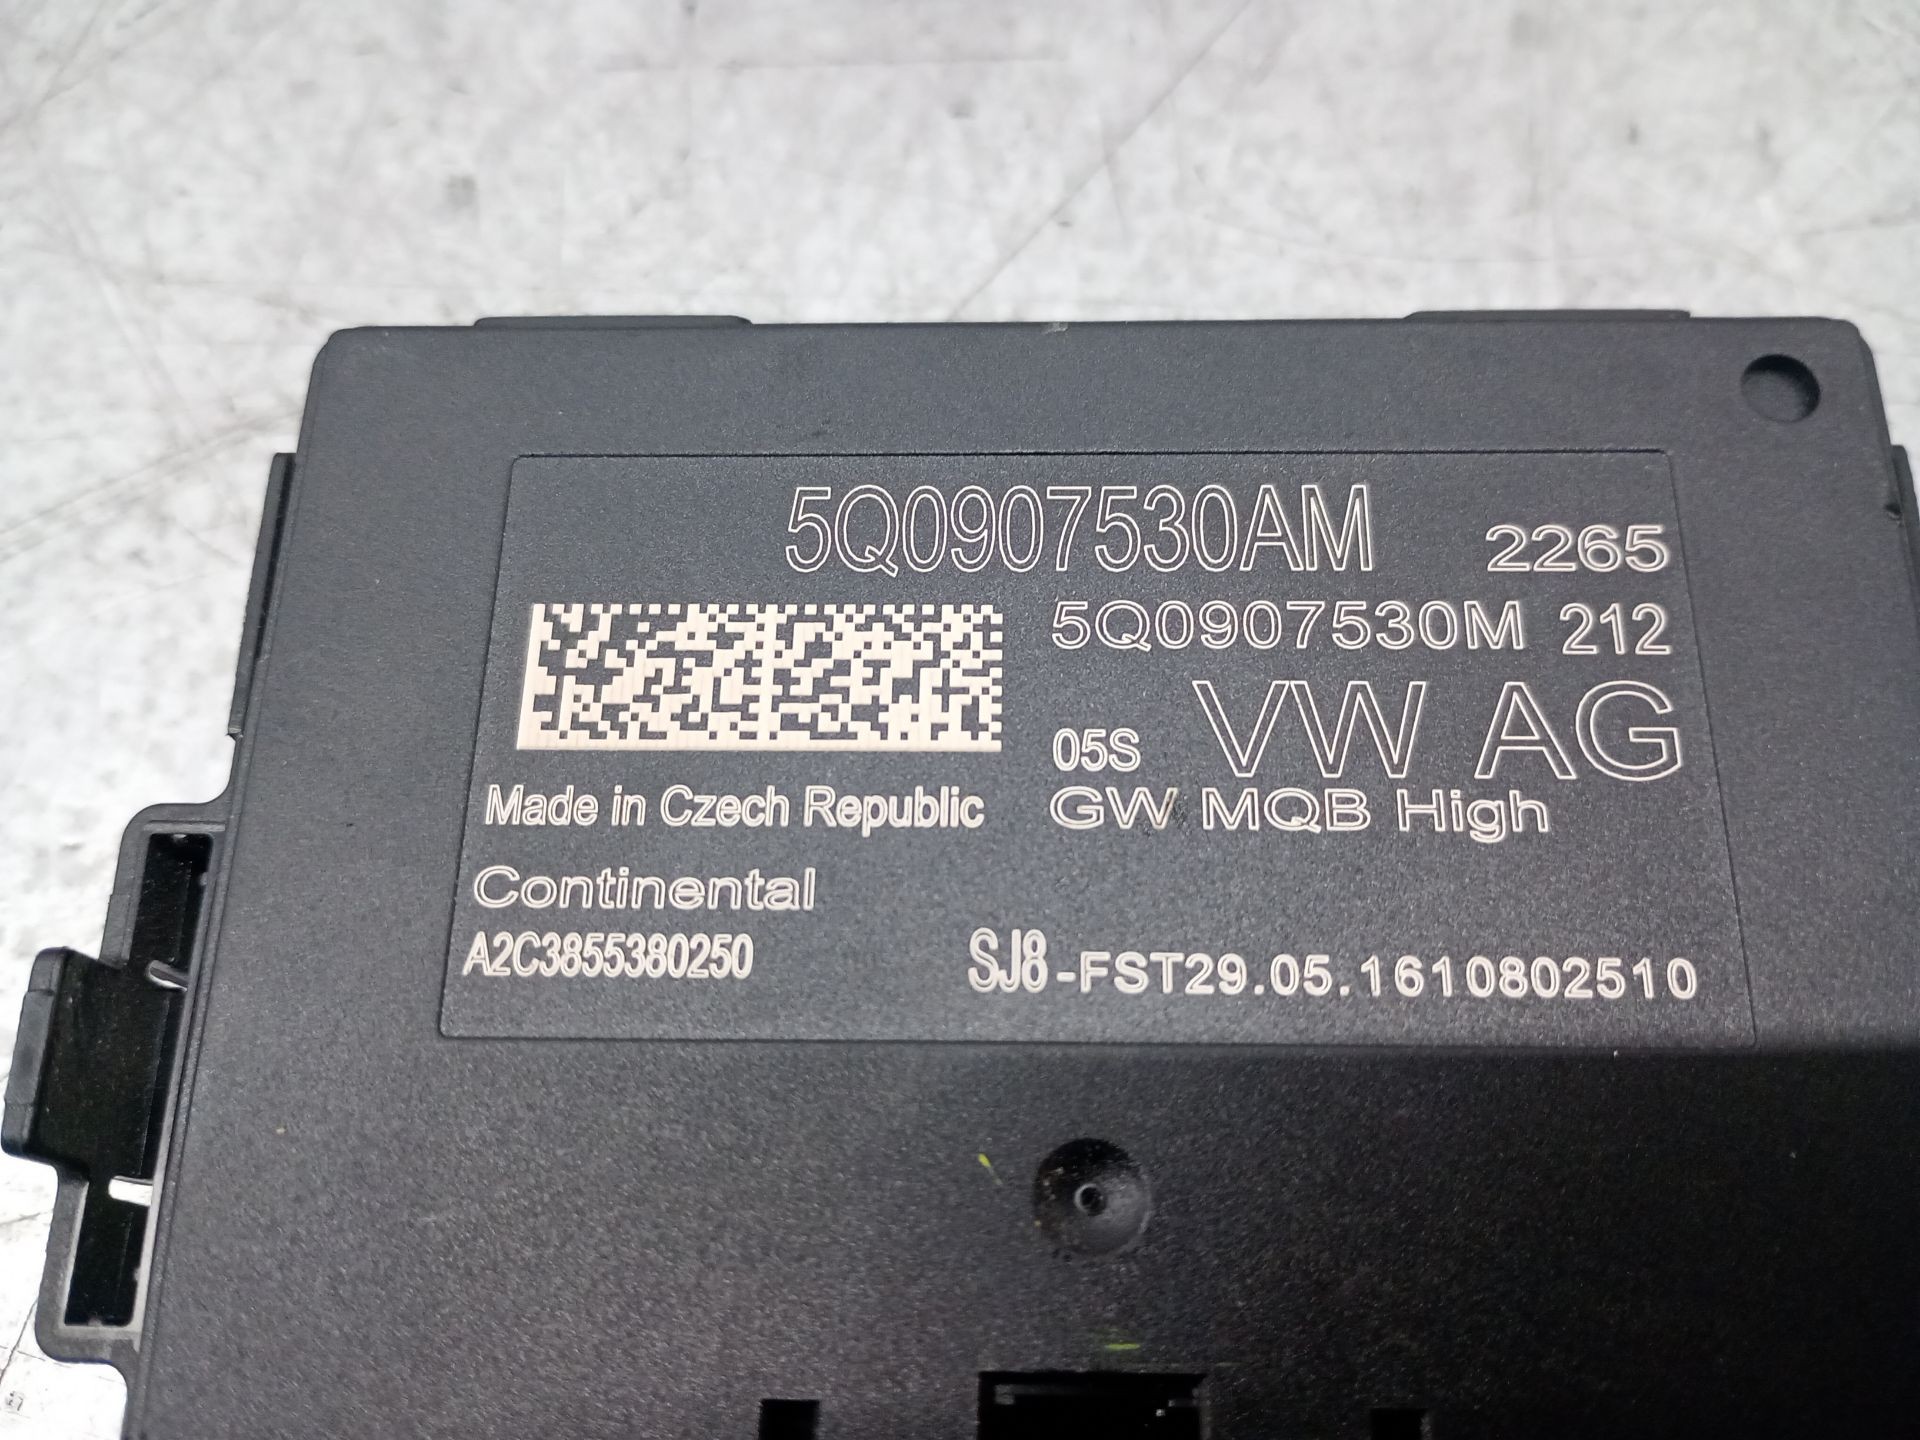 5Q0907530AM 2265
5Q0907530M 212
05S VW AG
Made in Czech Republic GW MQB High
Continental
A2C3855380250 SJ8-FST29.05.1610802510